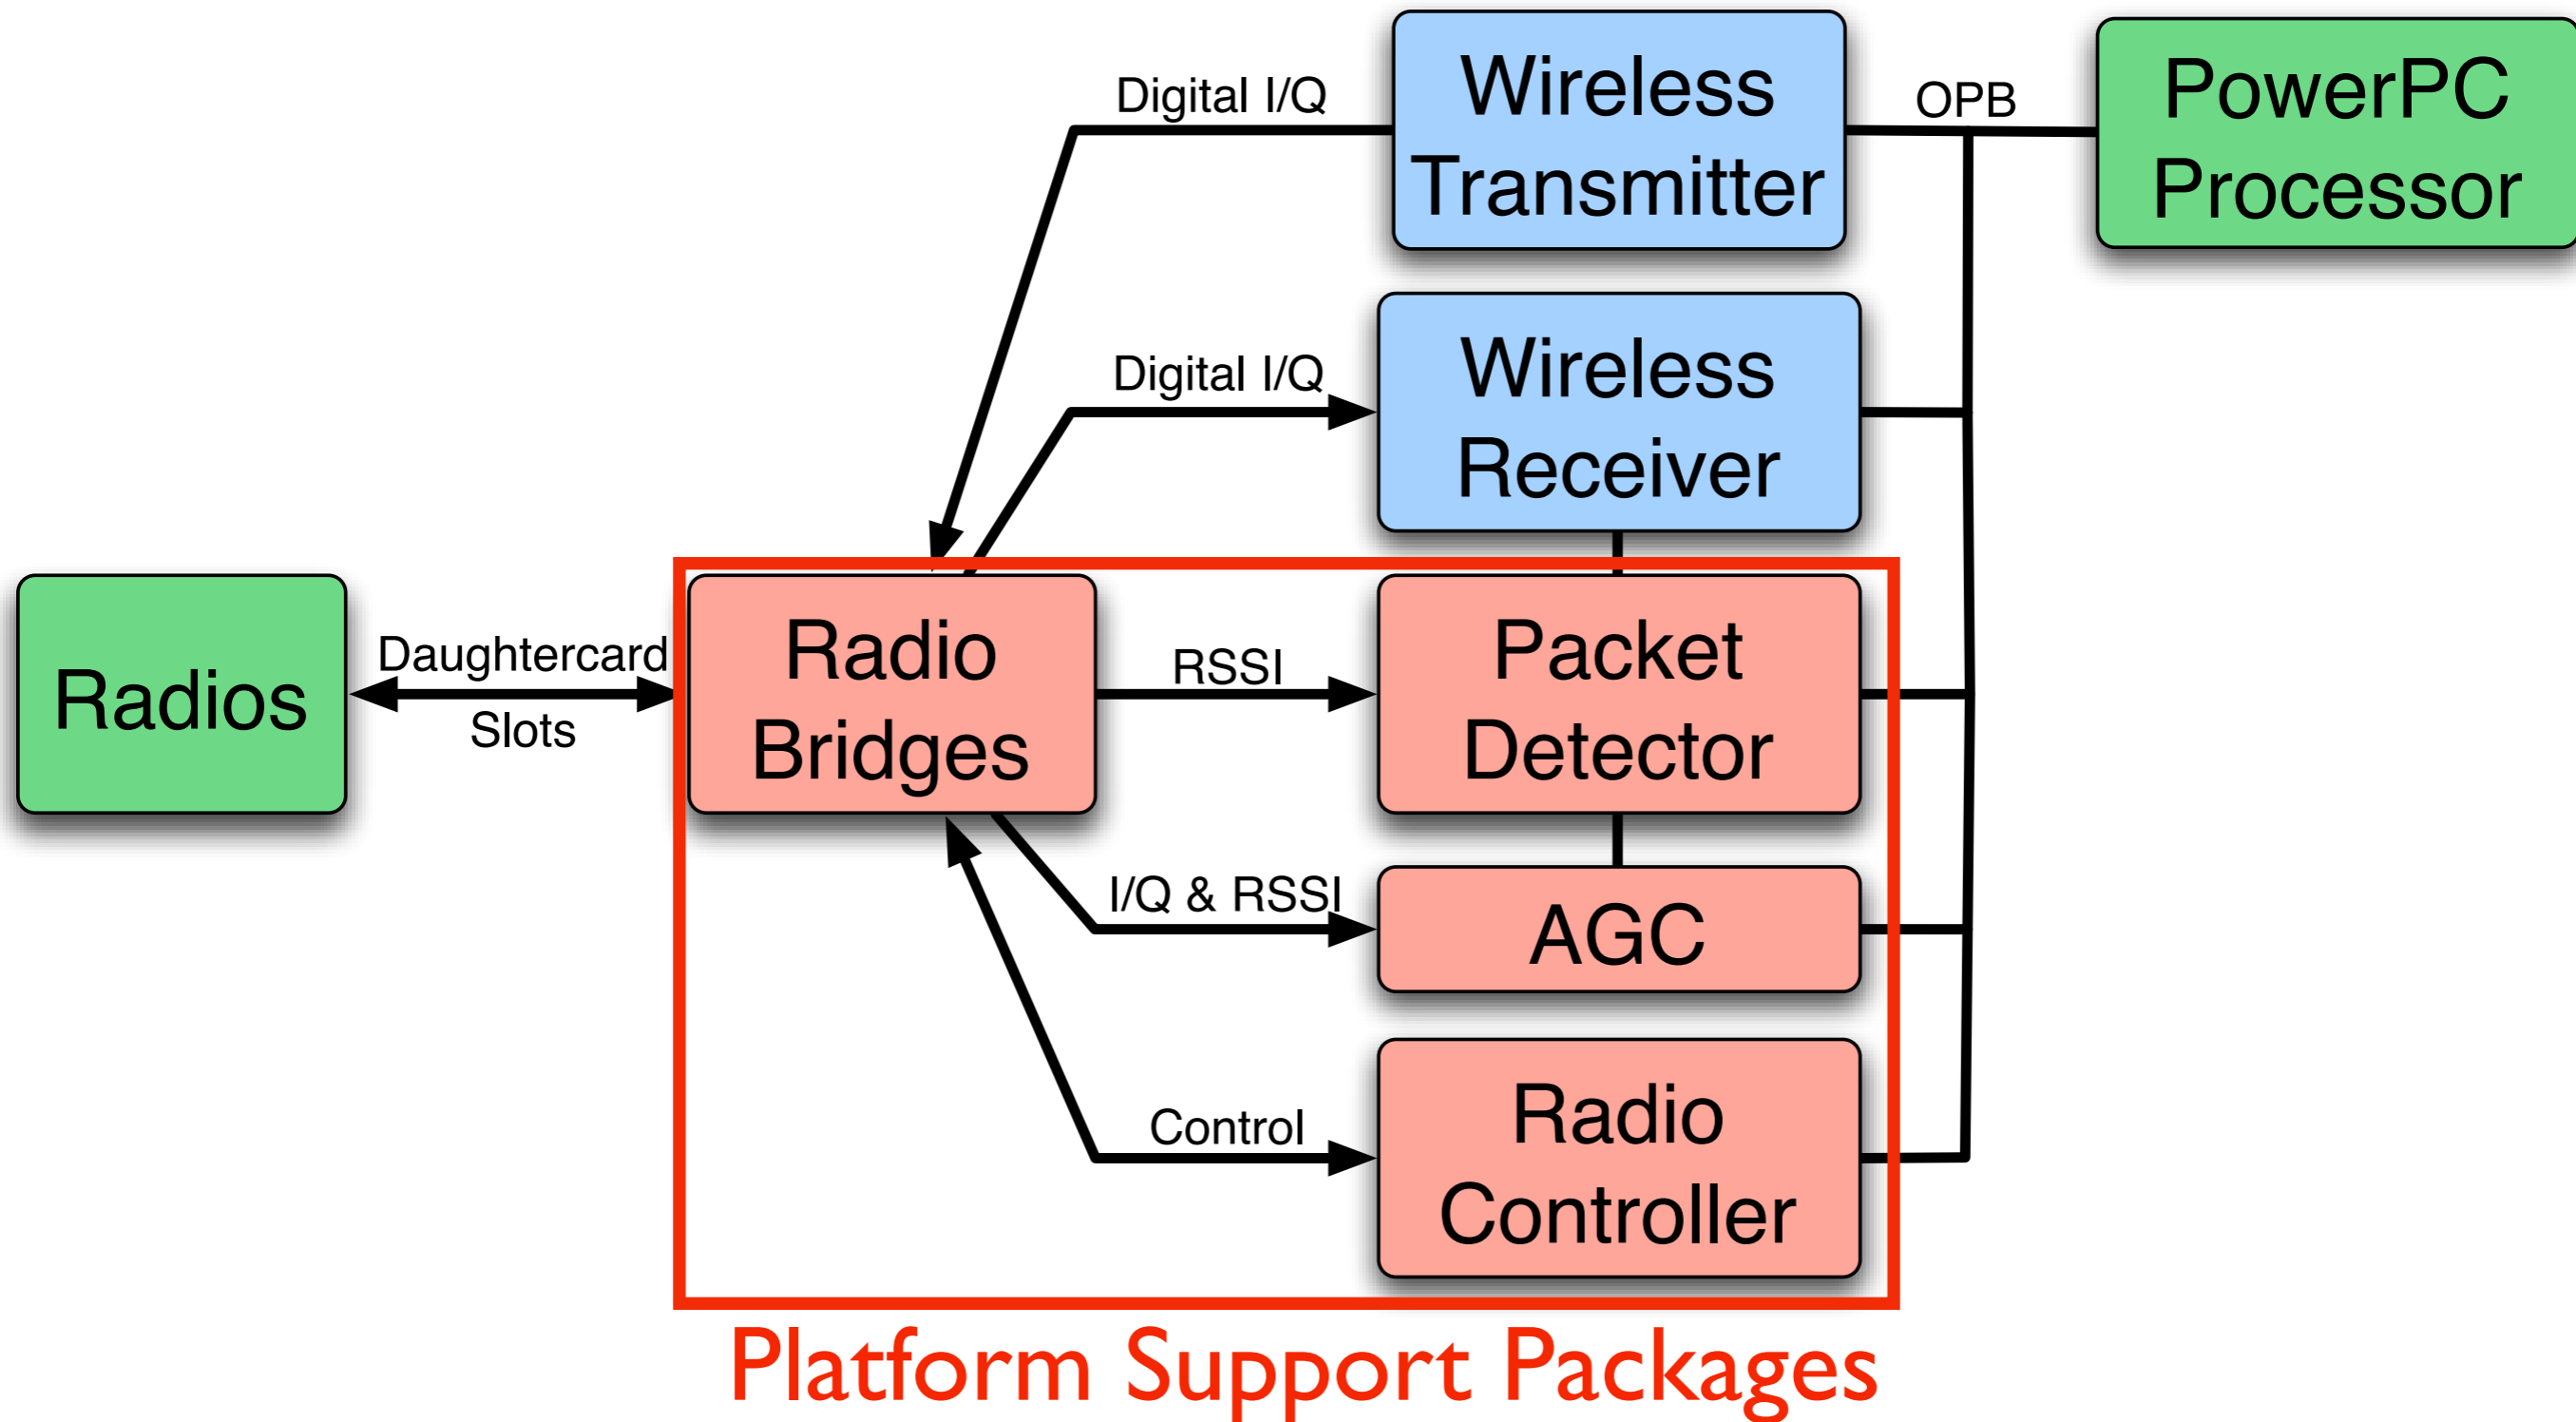 Digital I/Q
Wireless
Transmitter
OPB
PowerPC
Processor
Digital I/Q
Wireless
Receiver
Radios
Daughtercard
Slots
Radio
Bridges
RSSI
Packet
Detector
I/Q & RSSI
AGC
Control
Radio
Controller
Platform Support Packages